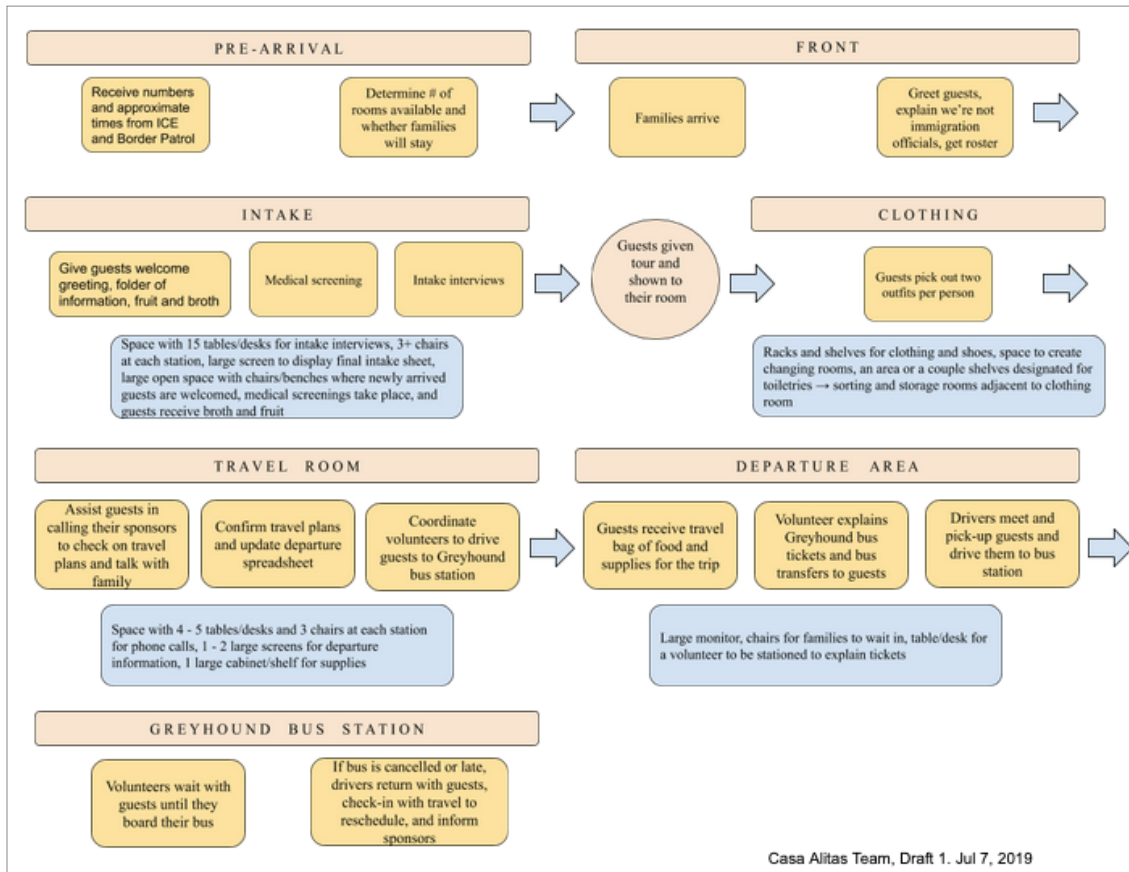 PRE-ARRIVAL
FRONT
Receive numbers
and approximate
times from ICE
and Border Patrol
Determine # of
rooms available and
whether families
will stay
Families arrive
Greet guests,
explain we're not
immigration
officials, get roster
INTAKE
CLOTHING
Give guests welcome
greeting, folder of
information, fruit and broth
Medical screening
Intake interviews
Guests given
tour and
shown to
their room
Guests pick out two
outfits per person
Space with 15 tables/desks for intake interviews, 3+ chairs
at each station, large screen to display final intake sheet,
large open space with chairs/benches where newly arrived
guests are welcomed, medical screenings take place, and
guests receive broth and fruit
Racks and shelves for clothing and shoes, space to create
changing rooms, an area or a couple shelves designated for
toiletries → sorting and storage rooms adjacent to clothing
room
TRAVEL ROOM
DEPARTURE AREA
Assist guests in
calling their sponsors
to check on travel
plans and talk with
family
Confirm travel plans
and update departure
spreadsheet
Coordinate
volunteers to drive
guests to Greyhound
bus station
Guests receive travel
bag of food and
supplies for the trip
Volunteer explains
Greyhound bus
tickets and bus
transfers to guests
Drivers meet and
pick-up guests and
drive them to bus
station
Space with 4 - 5 tables/desks and 3 chairs at each station
for phone calls, 1 - 2 large screens for departure
information, 1 large cabinet/shelf for supplies
Large monitor, chairs for families to wait in, table/desk for
a volunteer to be stationed to explain tickets
GREYHOUND BUS STATION
Volunteers wait with
guests until they
board their bus
If bus is cancelled or late,
drivers return with guests,
check-in with travel to
reschedule, and inform
sponsors
Casa Alitas Team, Draft 1. Jul 7, 2019